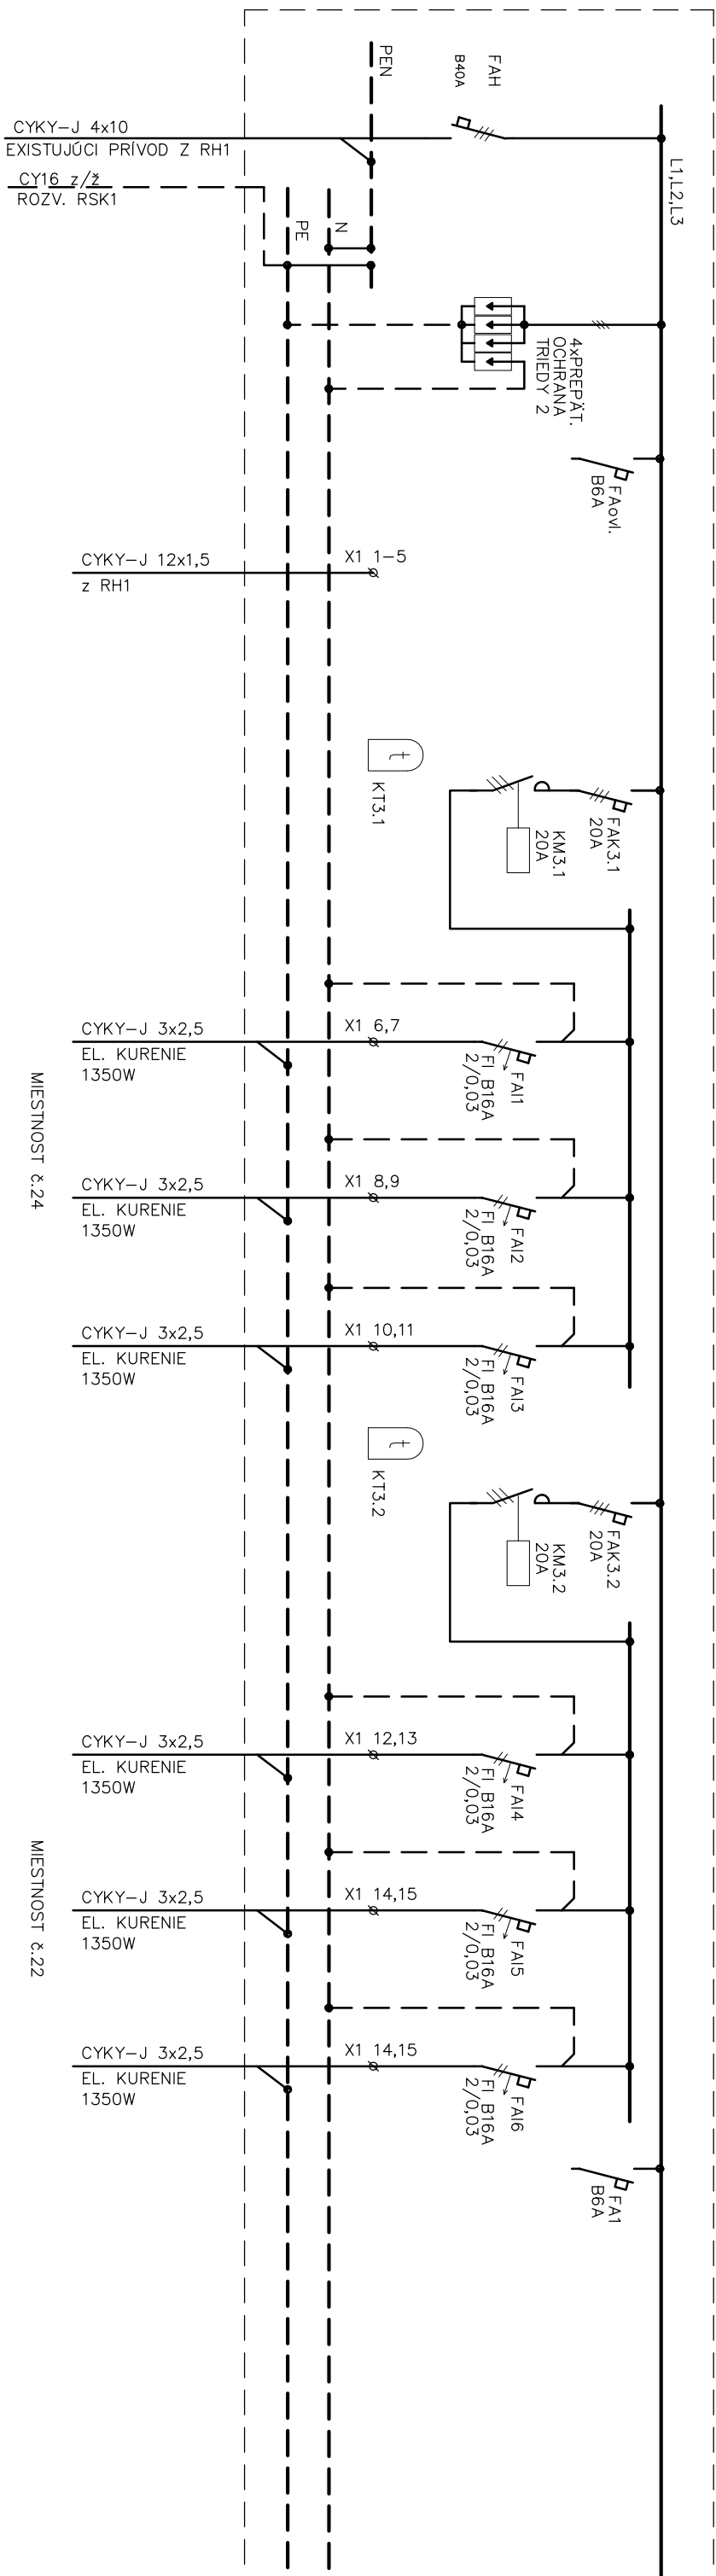 PEN
FAH
B40A
CYKY-J 4x10
EXISTUJÚCI PRÍVOD Z RH1
CY16 z/ž
ROZV. RSK1
L1,L2,L3
N
PE
4xPREPÄT.
OCHRANA
TRIEDY 2
FAovl.
B6A
CYKY-J 12x1,5
z RH1
X1 1-5
t
KT3.1
FAK3.1
20A
KM3.1
20A
CYKY-J 3x2,5
EL. KURENIE
1350W
X1 6,7
FAI1
FI B16A
2/0,03
MIESTNOST č.24
CYKY-J 3x2,5
EL. KURENIE
1350W
X1 8,9
FAI2
FI B16A
2/0,03
CYKY-J 3x2,5
EL. KURENIE
1350W
X1 10,11
FAI3
FI B16A
2/0,03
t
KT3.2
FAK3.2
20A
KM3.2
20A
CYKY-J 3x2,5
EL. KURENIE
1350W
X1 12,13
FAI4
FI B16A
2/0,03
MIESTNOST č.22
CYKY-J 3x2,5
EL. KURENIE
1350W
X1 14,15
FAI5
FI B16A
2/0,03
CYKY-J 3x2,5
EL. KURENIE
1350W
X1 14,15
FAI6
FI B16A
2/0,03
FA1
B6A